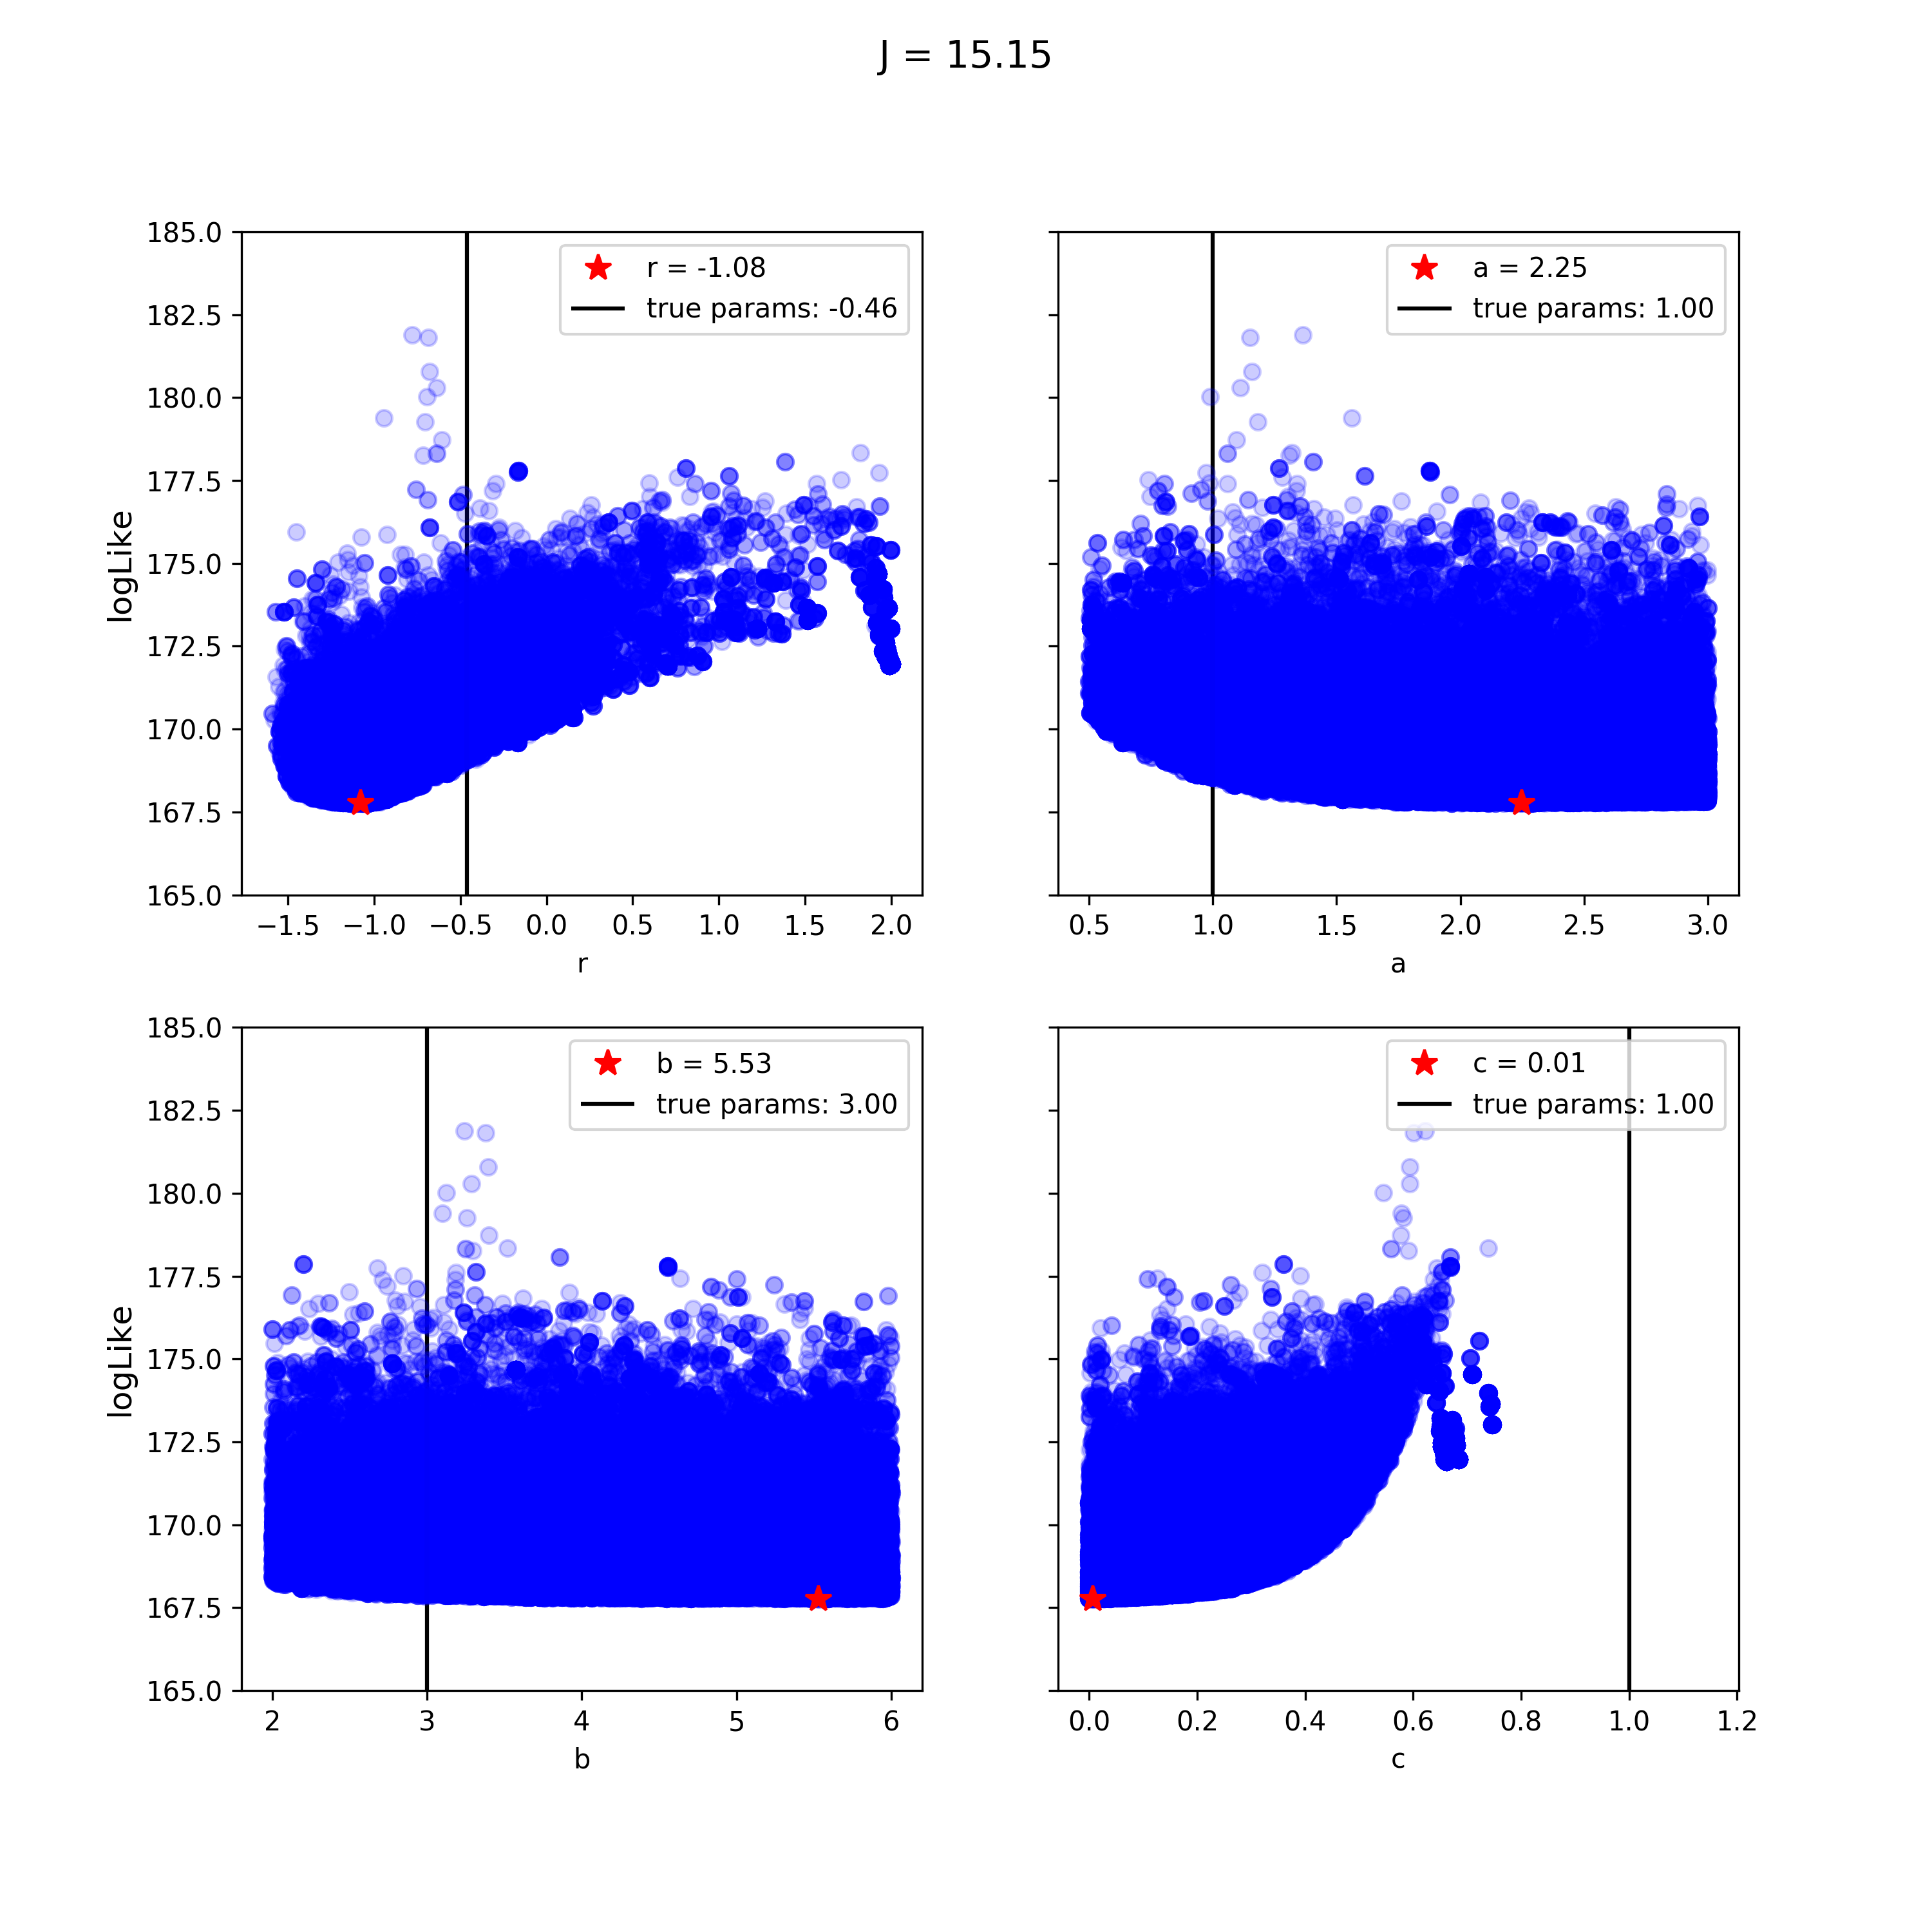 J = 15.15
185.0
182.5
180.0
177.5
175.0
172.5
170.0
167.5
165.0
logLike
r = -1.08
true params: -0.46
−1.5 −1.0 −0.5 0.0 0.5 1.0 1.5 2.0
r
a = 2.25
true params: 1.00
0.5 1.0 1.5 2.0 2.5 3.0
a
185.0
182.5
180.0
177.5
175.0
172.5
170.0
167.5
165.0
logLike
b = 5.53
true params: 3.00
2 3 4 5 6
b
c = 0.01
true params: 1.00
0.0 0.2 0.4 0.6 0.8 1.0 1.2
c